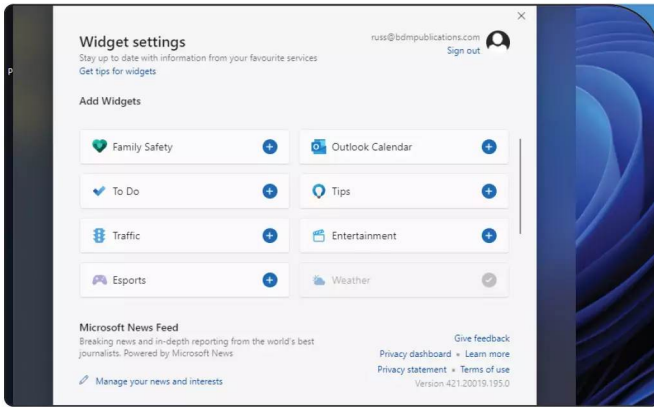 Widget settings
Stay up to date with information from your favourite services
Get tips for widgets
russ@bdmpublications.com
Sign out
P
Add Widgets
Family Safety
Outlook Calendar
To Do
Tips
Traffic
Entertainment
Esports
Weather
Microsoft News Feed
Breaking news and in-depth reporting from the world's best
journalists. Powered by Microsoft News
Manage your news and interests
Give feedback
Privacy dashboard • Learn more
Privacy statement • Terms of use
Version 421.20019.195.0